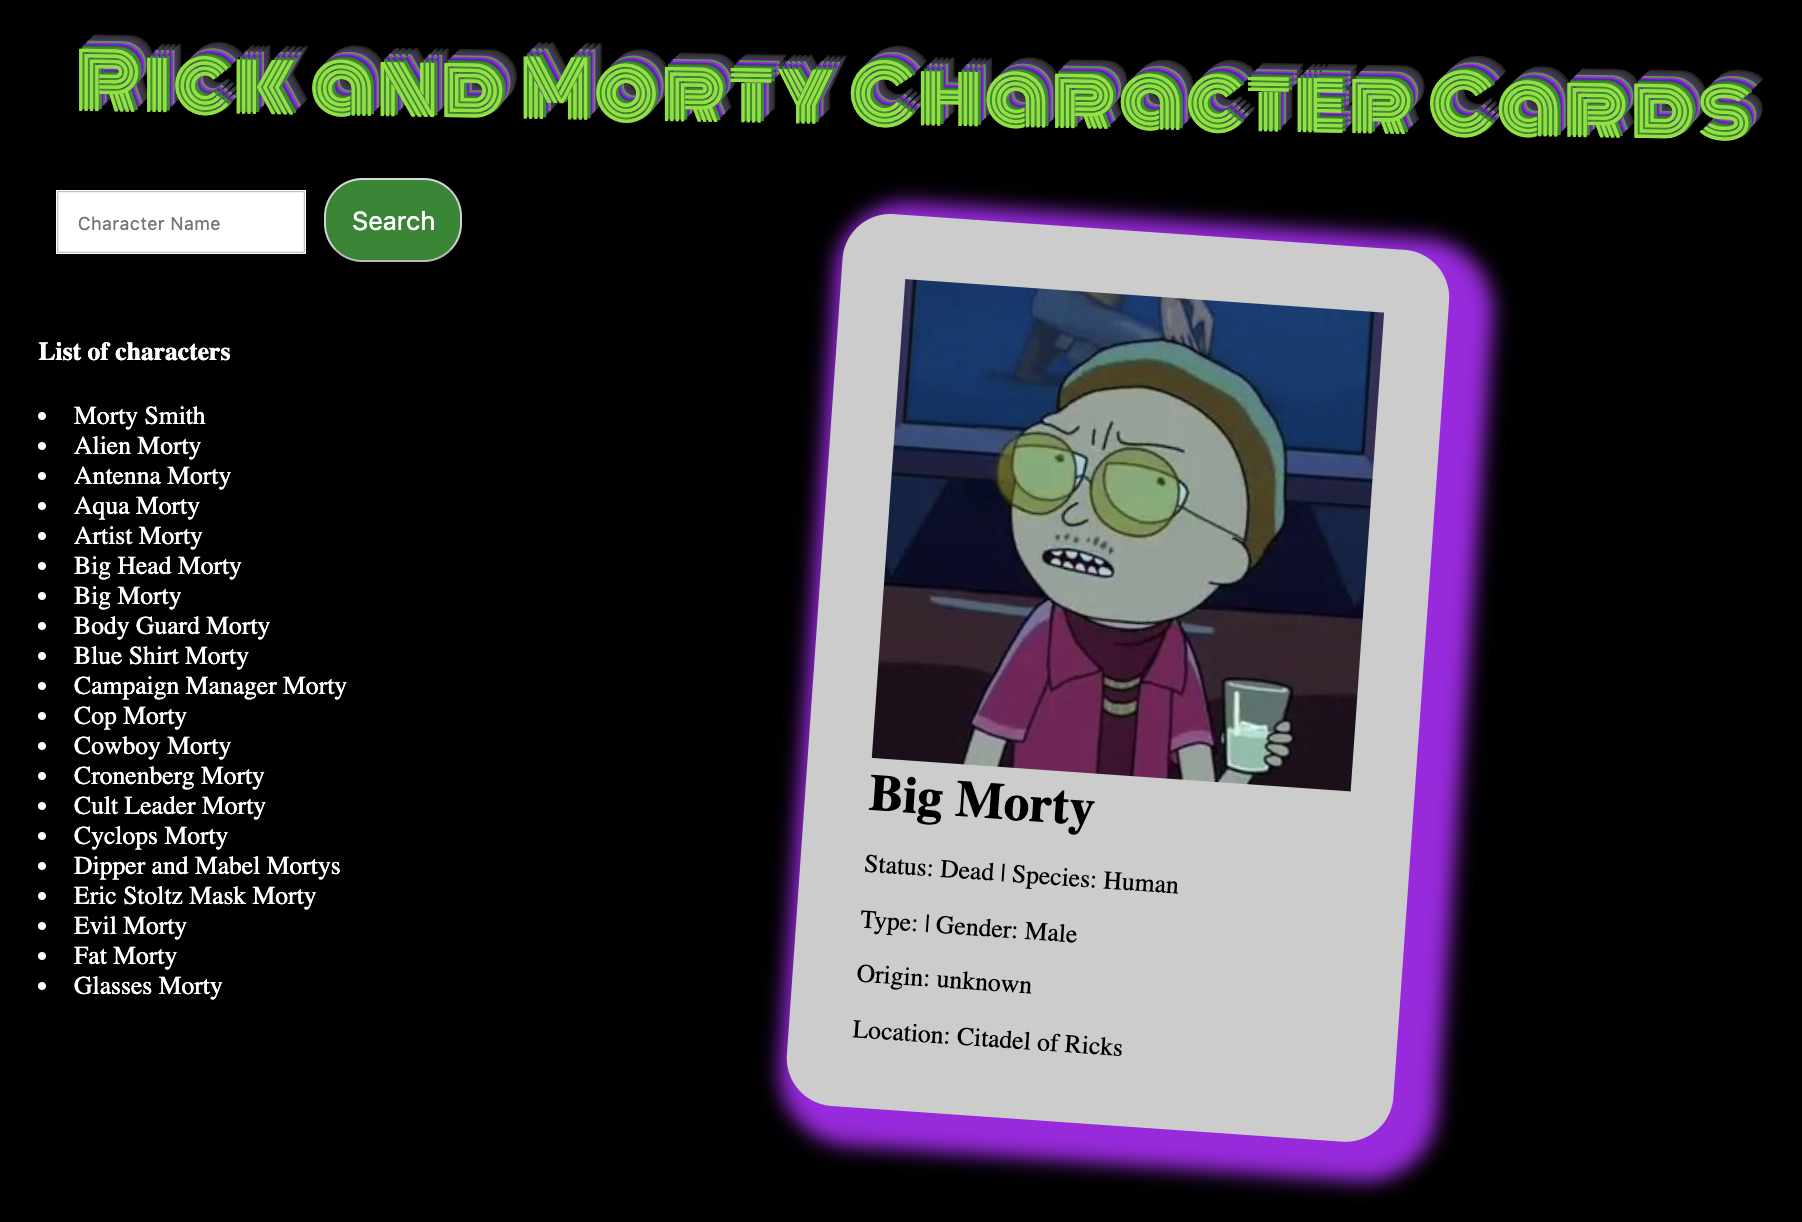 Rick and Morty Character Cards
Character Name
Search
List of characters
Morty Smith
Alien Morty
Antenna Morty
Aqua Morty
Artist Morty
Big Head Morty
Big Morty
Body Guard Morty
Blue Shirt Morty
Campaign Manager Morty
Cop Morty
Cowboy Morty
Cronenberg Morty
Cult Leader Morty
Cyclops Morty
Dipper and Mabel Mortys
Eric Stoltz Mask Morty
Evil Morty
Fat Morty
Glasses Morty
Big Morty
Status: Dead | Species: Human
Type: | Gender: Male
Origin: unknown
Location: Citadel of Ricks